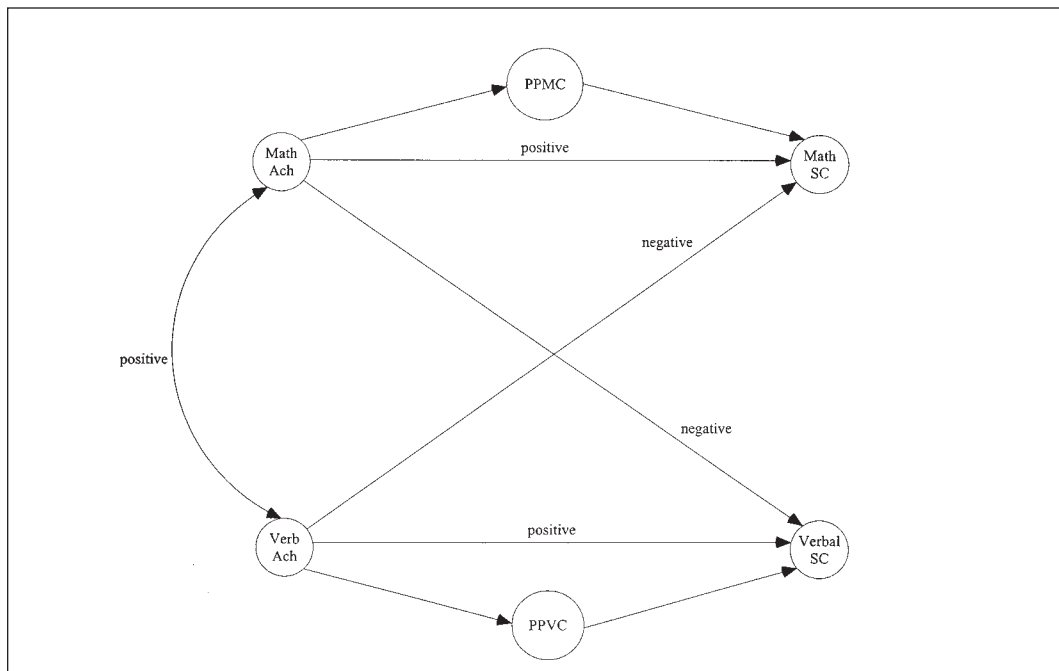 PPMC
positive
Math
Ach
Math
SC
negative
positive
negative
positive
Verb
Ach
Verbal
SC
PPVC